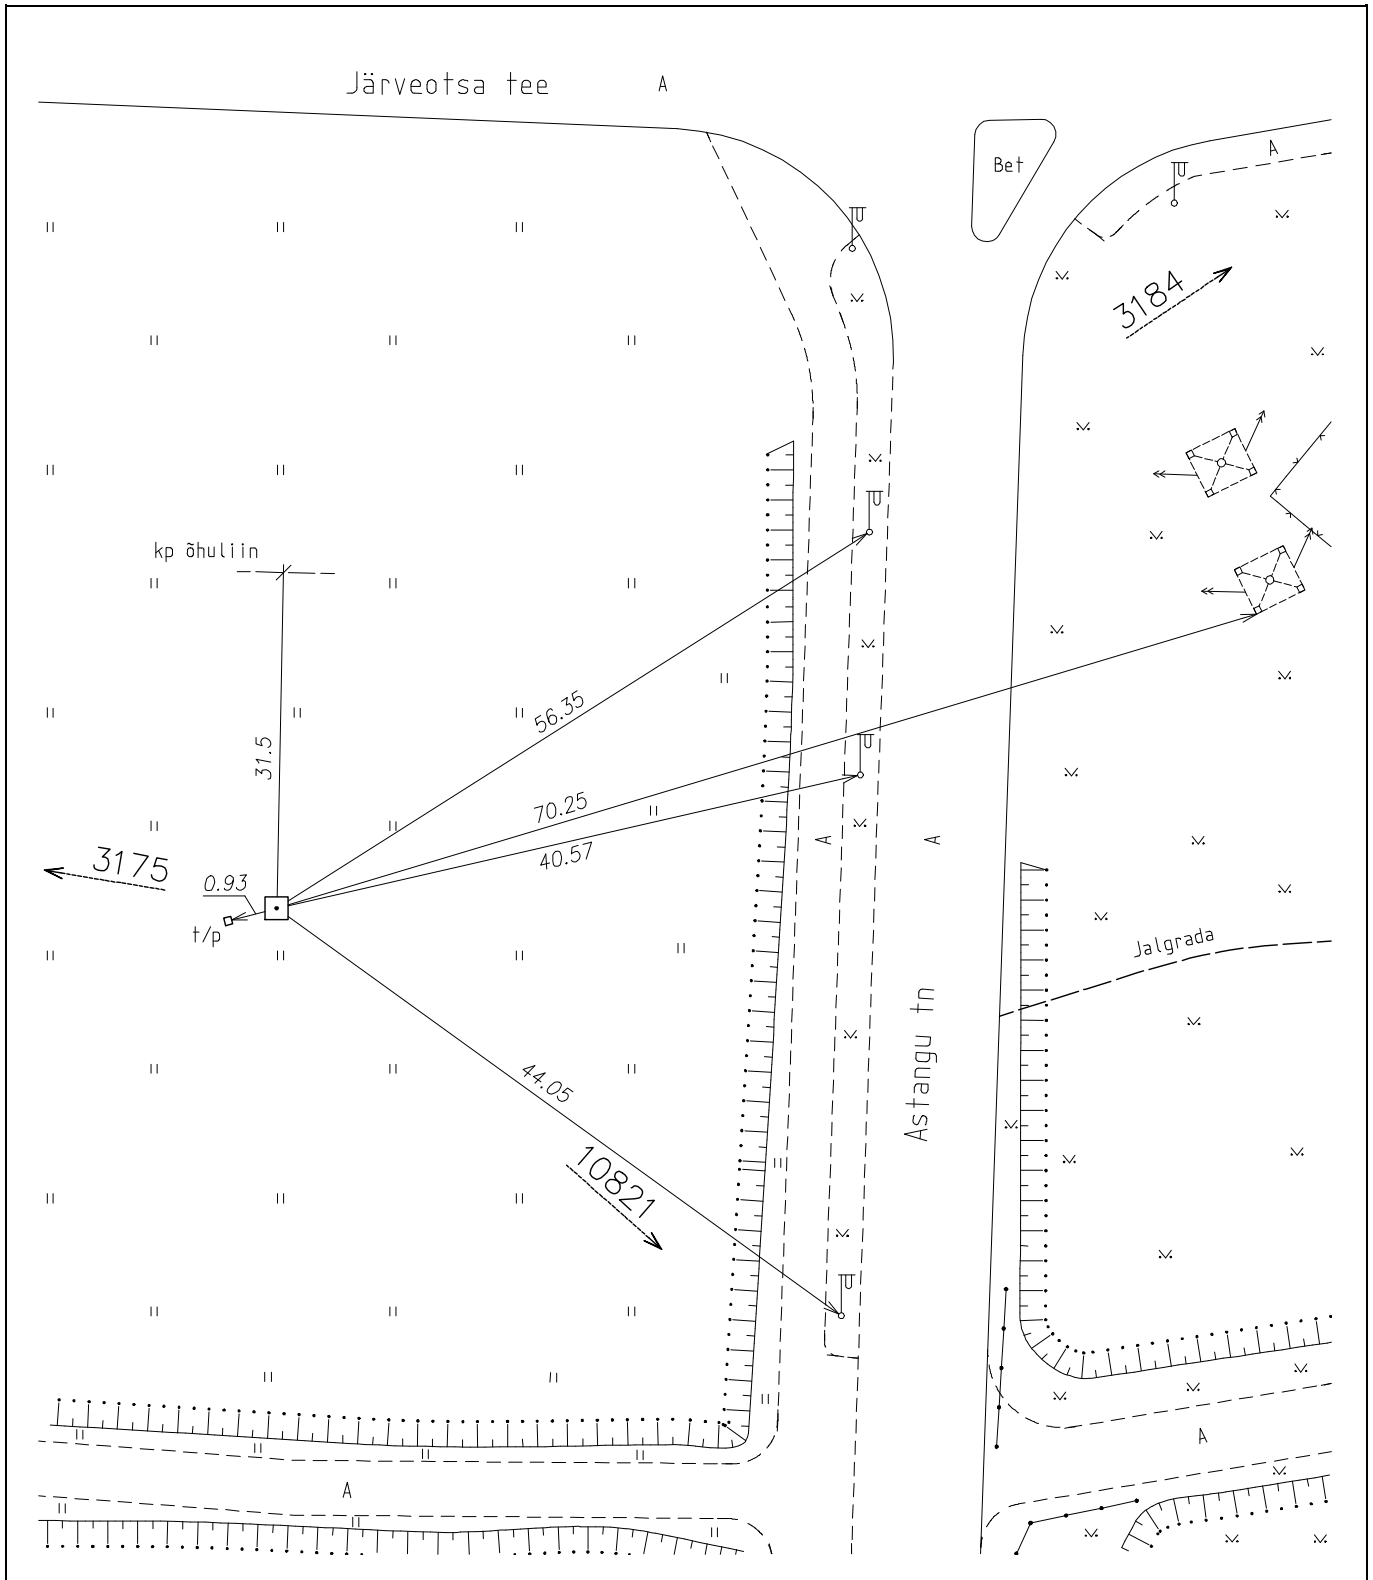 Järveotsa tee
A
Bet
A
3184
kp õhuliin
56.35
31.5
70.25
40.57
A
A
3175
0.93
t/p
Jalgrada
Astangu tn
44.05
10821
A
A